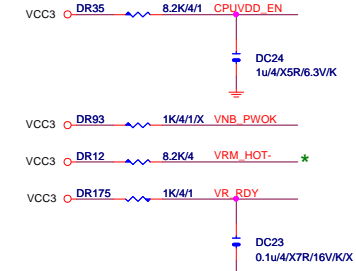 VCC3 DR35 8.2K/4/1 CPUVDD_EN
DC24
1u/4/X5R/6.3V/K
VCC3 DR93 1K/4/1/X VNB_PWOK
VCC3 DR12 8.2K/4 VRM_HOT- *
VCC3 DR175 1K/4/1 VR_RDY
DC23
0.1u/4/X7R/16V/K/X